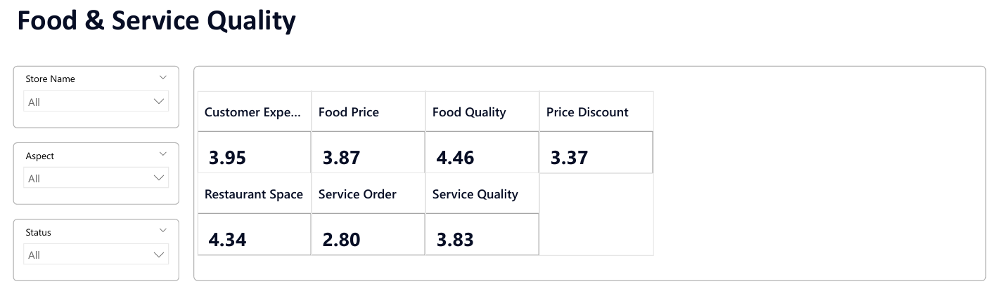 Food & Service Quality
Store Name
All
Aspect
All
Status
All
Customer Expe...
Food Price
Food Quality
Price Discount
3.95
3.87
4.46
3.37
Restaurant Space
Service Order
Service Quality
4.34
2.80
3.83